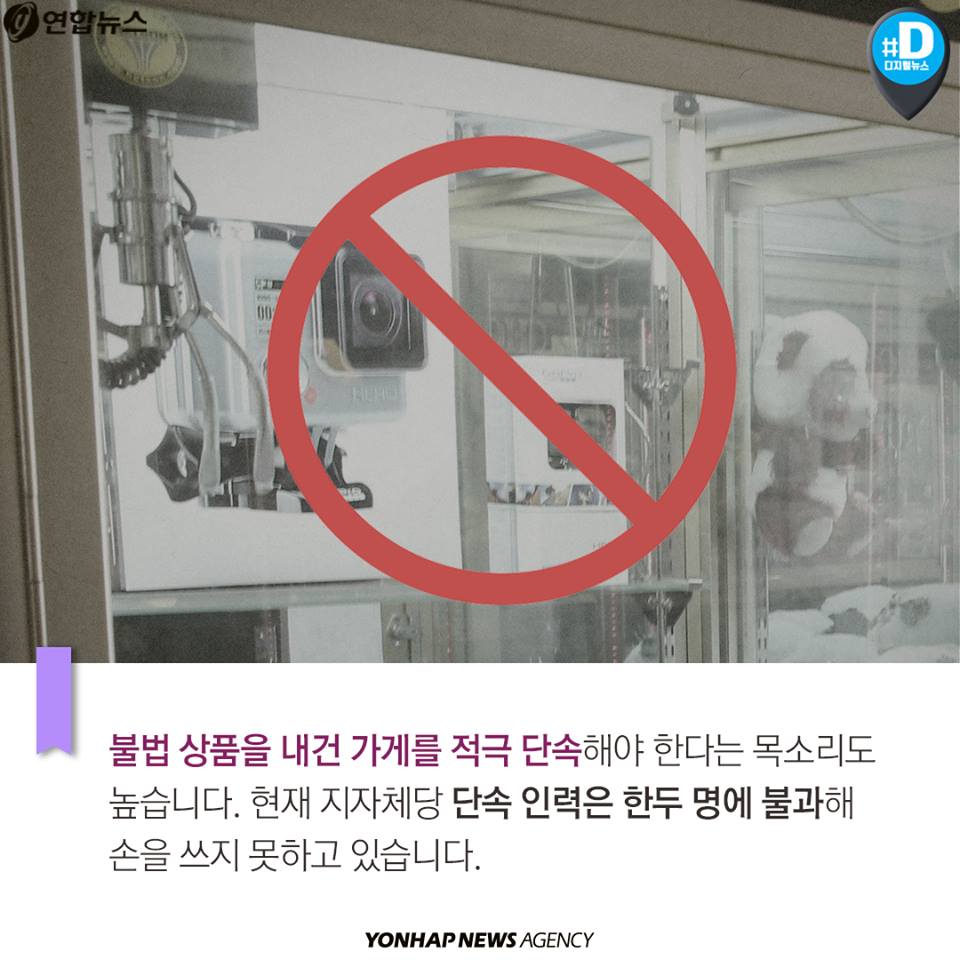 연합뉴스
#D
디지털뉴스
HERO
불법 상품을 내건 가게를 적극 단속해야 한다는 목소리도
높습니다. 현재 지자체당 단속 인력은 한두 명에 불과해
손을 쓰지 못하고 있습니다.
YONHAP NEWS AGENCY